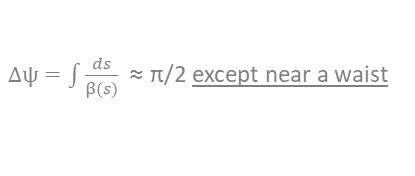 Δψ = ∫ ds/β(s) ≈ π/2 except near a waist